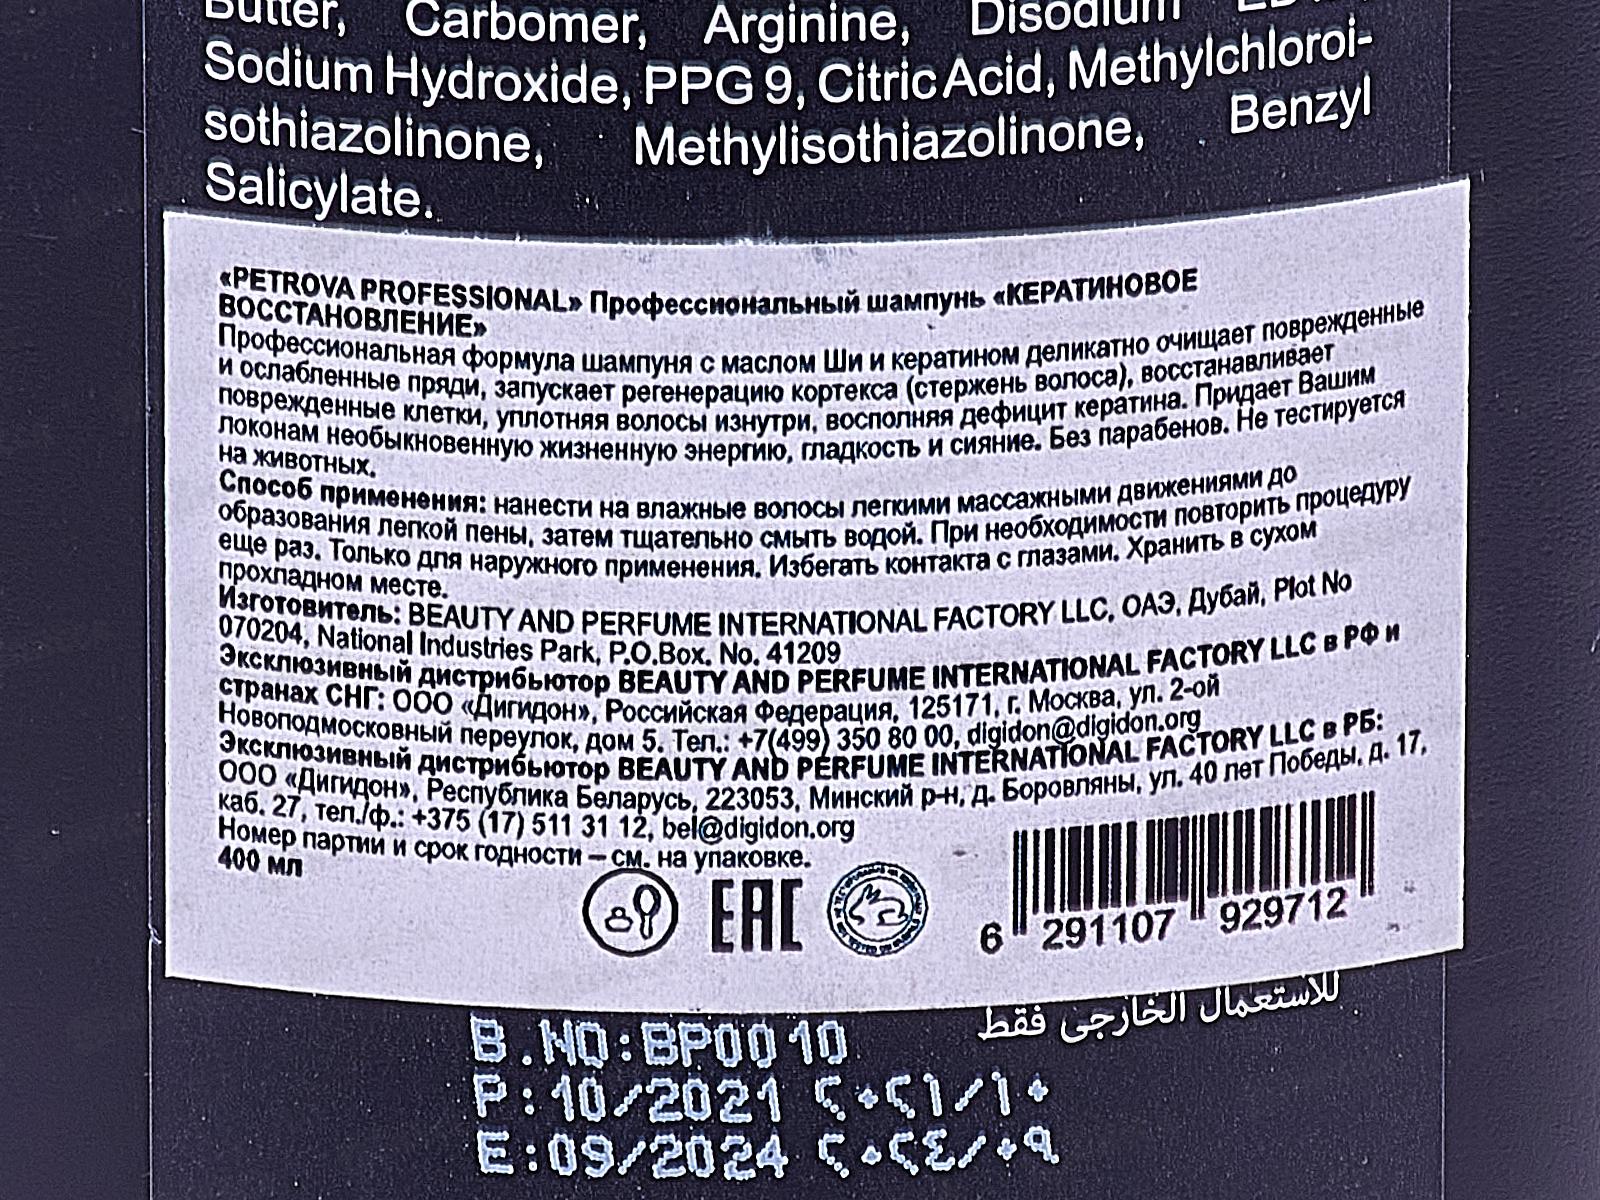 Butter, Carbomer, Arginine, Disodium
Sodium Hydroxide, PPG 9, Citric Acid, Methylchloroi-
sothiazolinone, Methylisothiazolinone, Benzyl
Salicylate.
«PETROVA PROFESSIONAL» Профессиональный шампунь «КЕРАТИНОВОЕ
ВОССТАНОВЛЕНИЕ»
Профессиональная формула шампуня с маслом Ши и кератином деликатно очищает поврежденные
и ослабленные пряди, запускает регенерацию кортекса (стержень волоса), восстанавливает
поврежденные клетки, уплотняя волосы изнутри, восполняя дефицит кератина. Придает Вашим
локонам необыкновенную жизненную энергию, гладкость и сияние. Без парабенов. Не тестируется
на животных.
Способ применения: нанести на влажные волосы легкими массажными движениями до
образования легкой пены, затем тщательно смыть водой. При необходимости повторить процедуру
еще раз. Только для наружного применения. Избегать контакта с глазами. Хранить в сухом
прохладном месте.
Изготовитель: BEAUTY AND PERFUME INTERNATIONAL FACTORY LLC, ОАЭ, Дубай, Plot No
070204, National Industries Park, P.O.Box. No. 41209
Эксклюзивный дистрибьютор BEAUTY AND PERFUME INTERNATIONAL FACTORY LLC в РФ и
странах СНГ: ООО «Дигидон», Российская Федерация, 125171, г. Москва, ул. 2-ой
Новоподмосковный переулок, дом 5. Тел.: +7(499) 350 80 00, digidon@digidon.org
Эксклюзивный дистрибьютор BEAUTY AND PERFUME INTERNATIONAL FACTORY LLC в РБ:
ООО «Дигидон», Республика Беларусь, 223053, Минский р-н, д. Боровляны, ул. 40 лет Победы, д. 17,
каб. 27, тел./ф.: +375 (17) 511 31 12, bel@digidon.org
Номер партии и срок годности – см. на упаковке.
400 мл
EAC
6 291107 929712
للاستعمال الخارجى فقط
B.NO:BP0010
P:10/2021 ٢٠٢١/١٠
E:09/2024 ٢٠٢٤/٠٩